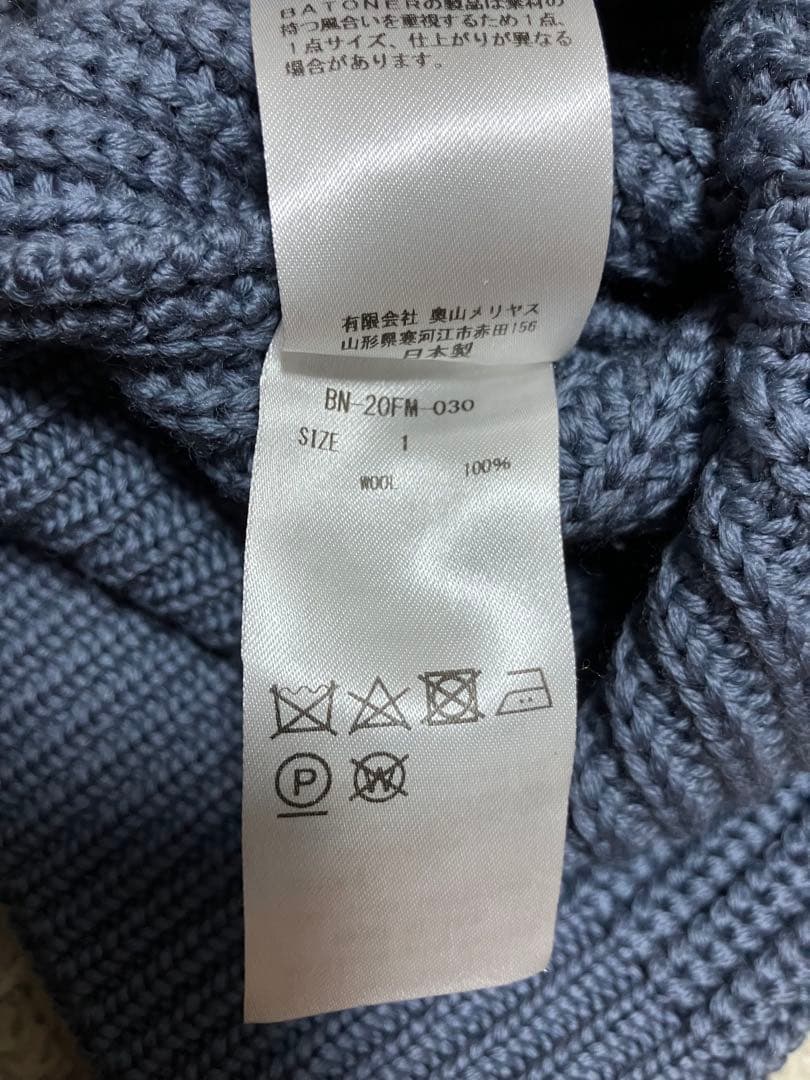 BATONERの製品は素材の
持つ風合いを重視するため1点、
1点サイズ、仕上がりが異なる
場合があります。
有限会社 奥山メリヤス
山形県寒河江市赤田156
日本製
BN-20FM-030
SIZE 1
WOOL 100%
P W